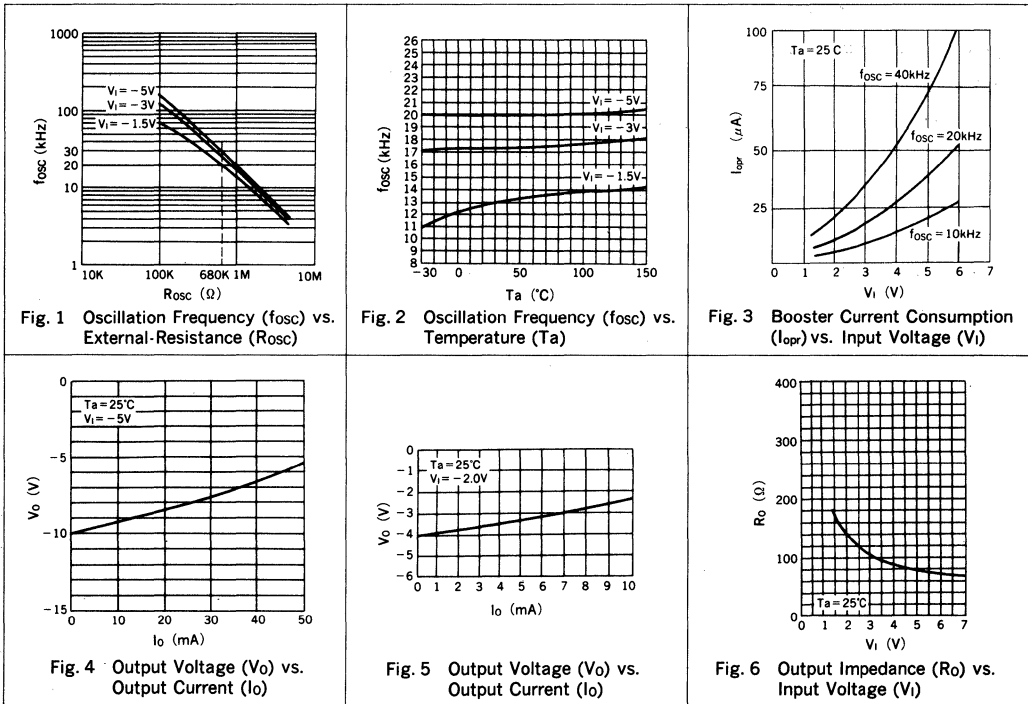 1000
100
30
20
10
1
fosc (kHz)
VI = −5V
VI = −3V
VI = −1.5V
10K 100K 680K 1M 10M
Rosc (Ω)
Fig. 1 Oscillation Frequency (fosc) vs.
External-Resistance (Rosc)
26
25
24
23
22
21
20
19
18
17
16
15
14
13
12
11
10
9
8
fosc (kHz)
VI = −5V
VI = −3V
VI = −1.5V
−30 0 50 100 150
Ta (°C)
Fig. 2 Oscillation Frequency (fosc) vs.
Temperature (Ta)
100
75
50
25
Iopr (μA)
Ta = 25 C
fosc = 40kHz
fosc = 20kHz
fosc = 10kHz
0 1 2 3 4 5 6 7
VI (V)
Fig. 3 Booster Current Consumption
(Iopr) vs. Input Voltage (VI)
0
−5
−10
−15
Vo (V)
Ta = 25°C
VI = −5V
0 10 20 30 40 50
Io (mA)
Fig. 4 Output Voltage (Vo) vs.
Output Current (Io)
0
−1
−2
−3
−4
−5
−6
Vo (V)
Ta = 25°C
VI = −2.0V
0 1 2 3 4 5 6 7 8 9 10
Io (mA)
Fig. 5 Output Voltage (Vo) vs.
Output Current (Io)
400
300
200
100
0
Ro (Ω)
Ta = 25°C
0 1 2 3 4 5 6 7
VI (V)
Fig. 6 Output Impedance (Ro) vs.
Input Voltage (VI)